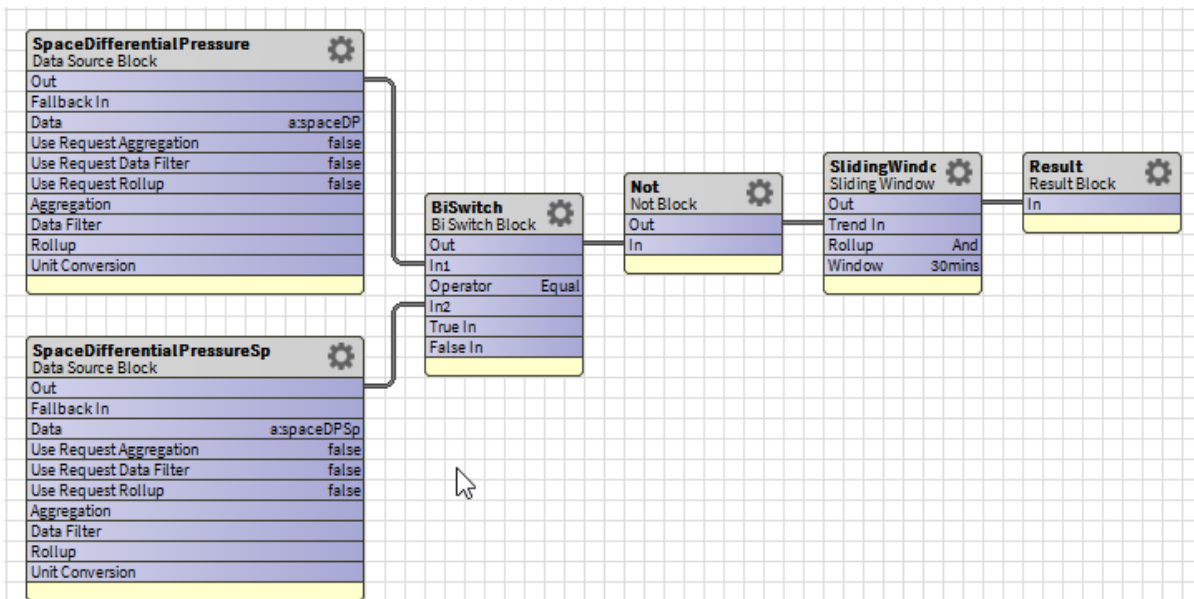 SpaceDifferentialPressure
Data Source Block
Out
Fallback In
Data a:spaceDP
Use Request Aggregation false
Use Request Data Filter false
Use Request Rollup false
Aggregation
Data Filter
Rollup
Unit Conversion
SpaceDifferentialPressureSp
Data Source Block
Out
Fallback In
Data a:spaceDPSp
Use Request Aggregation false
Use Request Data Filter false
Use Request Rollup false
Aggregation
Data Filter
Rollup
Unit Conversion
BiSwitch
Bi Switch Block
Out
In1
Operator Equal
In2
True In
False In
Not
Not Block
Out
In
SlidingWindc
Sliding Window
Out
Trend In
Rollup And
Window 30mins
Result
Result Block
In